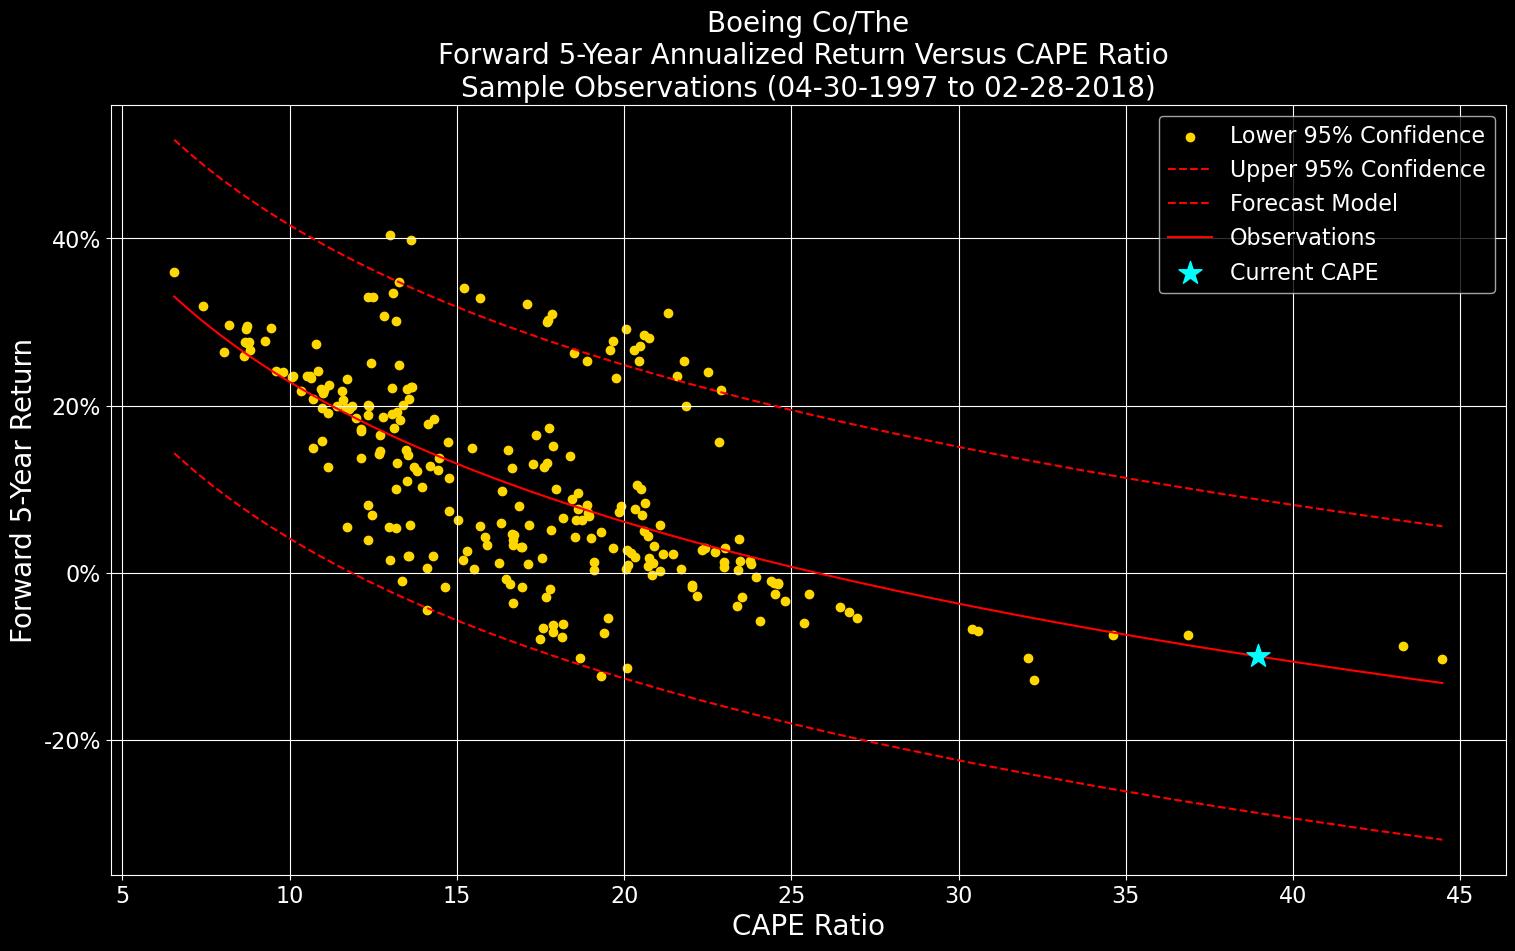 Boeing Co/The
Forward 5-Year Annualized Return Versus CAPE Ratio
Sample Observations (04-30-1997 to 02-28-2018)
Lower 95% Confidence
Upper 95% Confidence
Forecast Model
Observations
Current CAPE
Forward 5-Year Return
40%
20%
0%
-20%
5 10 15 20 25 30 35 40 45
CAPE Ratio